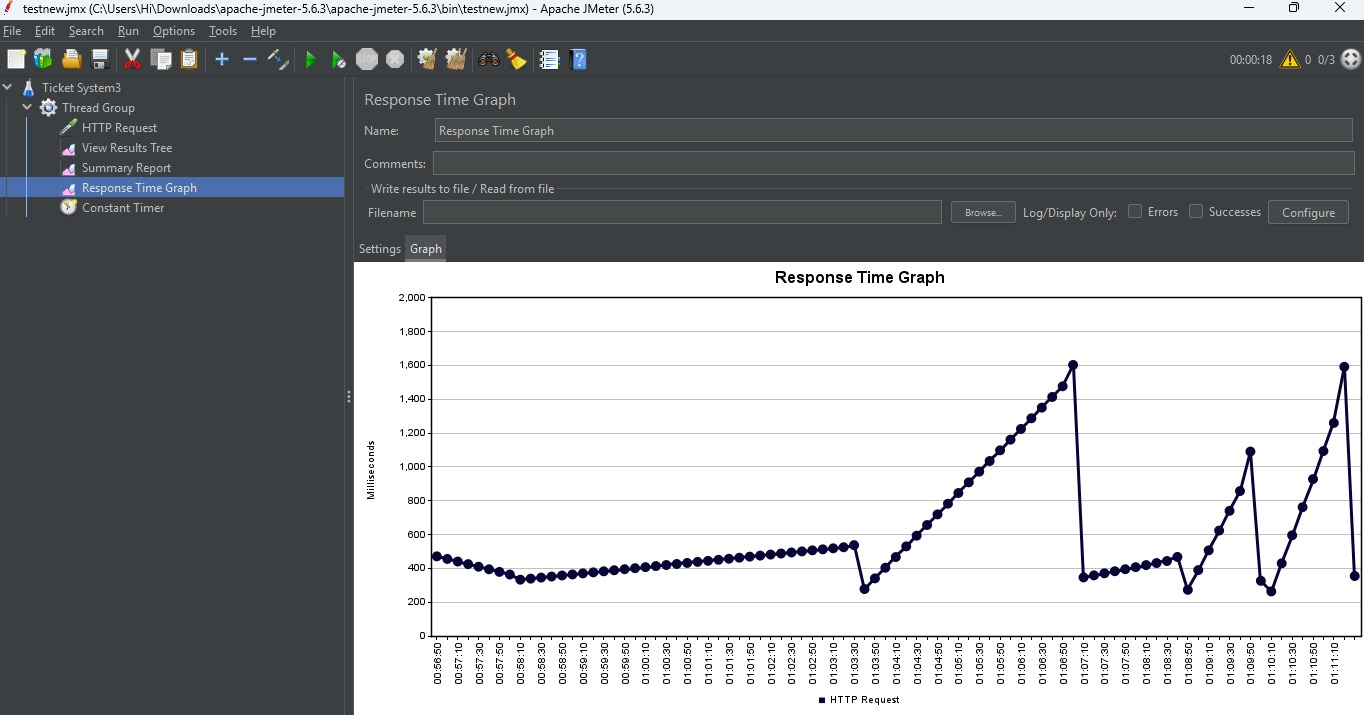 testnew.jmx (C:\Users\Hi\Downloads\apache-jmeter-5.6.3\apache-jmeter-5.6.3\bin\testnew.jmx) - Apache JMeter (5.6.3)
File Edit Search Run Options Tools Help
STOP 00:00:18 0 0/3
Ticket System3
Thread Group
HTTP Request
View Results Tree
Summary Report
Response Time Graph
Constant Timer
Response Time Graph
Name: Response Time Graph
Comments:
Write results to file / Read from file
Filename Browse... Log/Display Only: Errors Successes Configure
Settings Graph
Response Time Graph
Milliseconds
2,000
1,800
1,600
1,400
1,200
1,000
800
600
400
200
0
00:56:50 00:57:10 00:57:30 00:57:50 00:58:10 00:58:30 00:58:50 00:59:10 00:59:30 00:59:50 01:00:10 01:00:30 01:00:50 01:01:10 01:01:30 01:01:50 01:02:10 01:02:30 01:02:50 01:03:10 01:03:30 01:03:50 01:04:10 01:04:30 01:04:50 01:05:10 01:05:30 01:05:50 01:06:10 01:06:30 01:06:50 01:07:10 01:07:30 01:07:50 01:08:10 01:08:30 01:08:50 01:09:10 01:09:30 01:09:50 01:10:10 01:10:30 01:10:50 01:11:10
HTTP Request